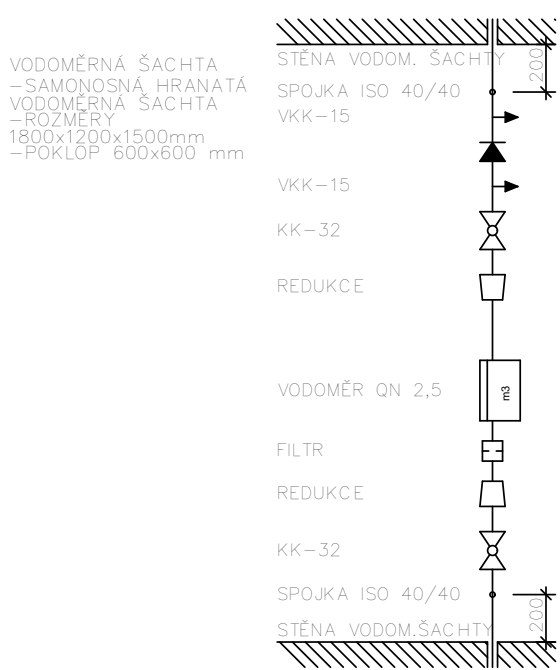 VODOMĚRNÁ ŠACHTA
-SAMONOSNÁ HRANATÁ
VODOMĚRNÁ ŠACHTA
-ROZMĚRY
1800x1200x1500mm
-POKLOP 600x600 mm
STĚNA VODOM. ŠACHTY
200
SPOJKA ISO 40/40
VKK-15
VKK-15
KK-32
REDUKCE
VODOMĚR QN 2,5
m3
FILTR
REDUKCE
KK-32
SPOJKA ISO 40/40
200
STĚNA VODOM.ŠACHTY